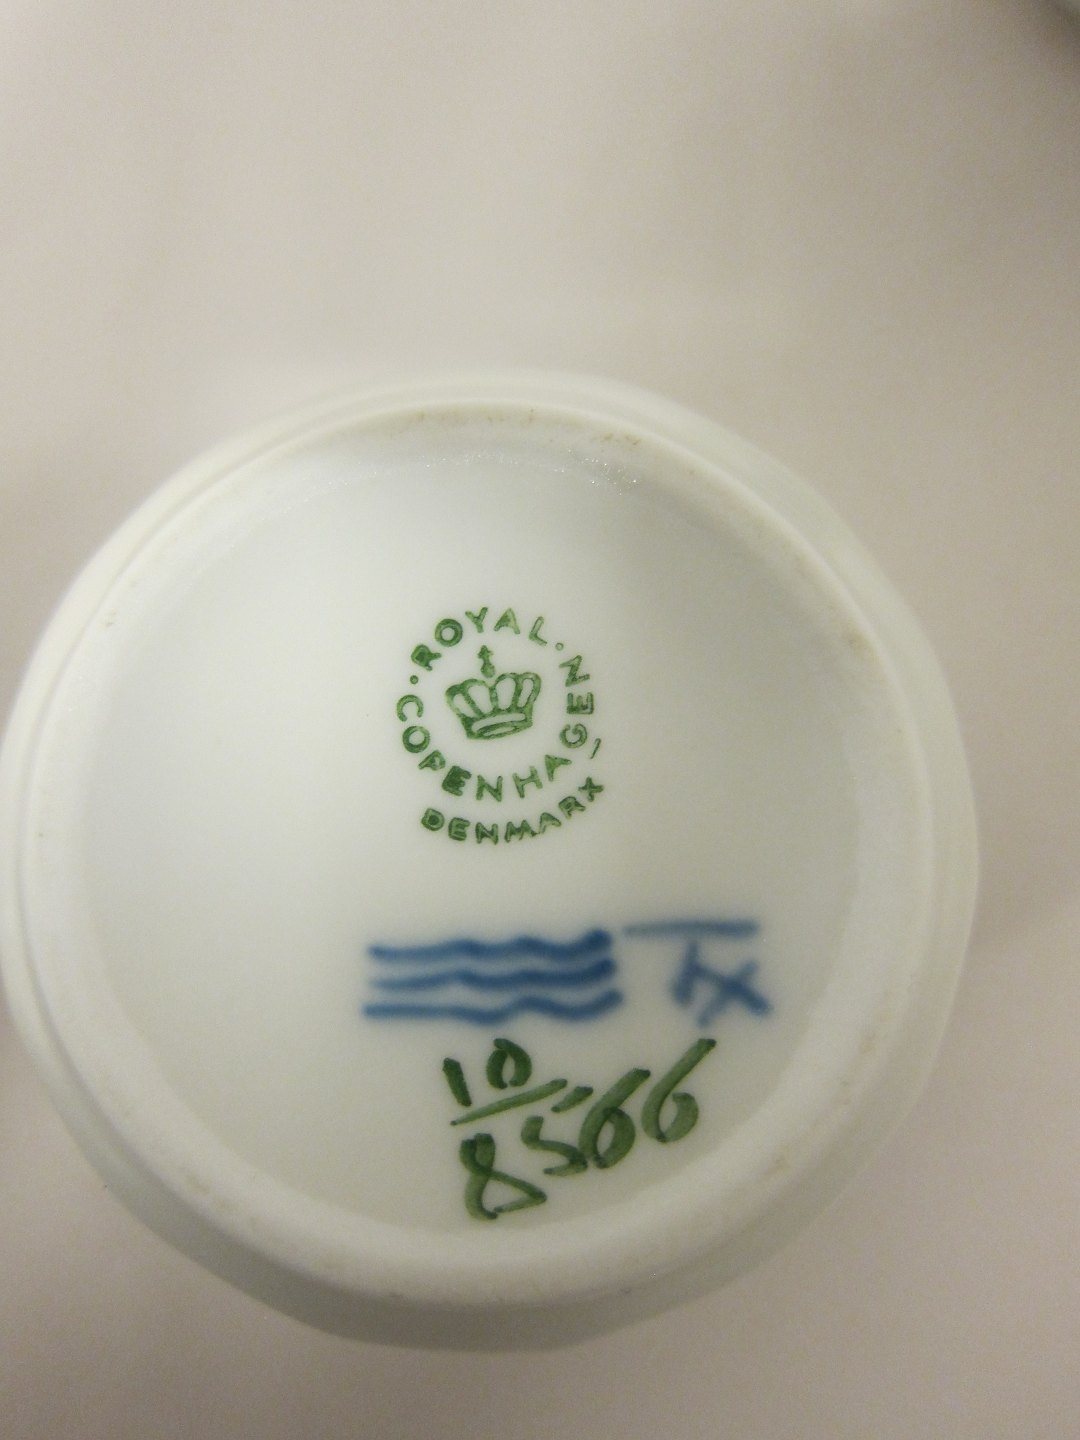 ROYAL
COPENHAGEN
DENMARK
10/8566